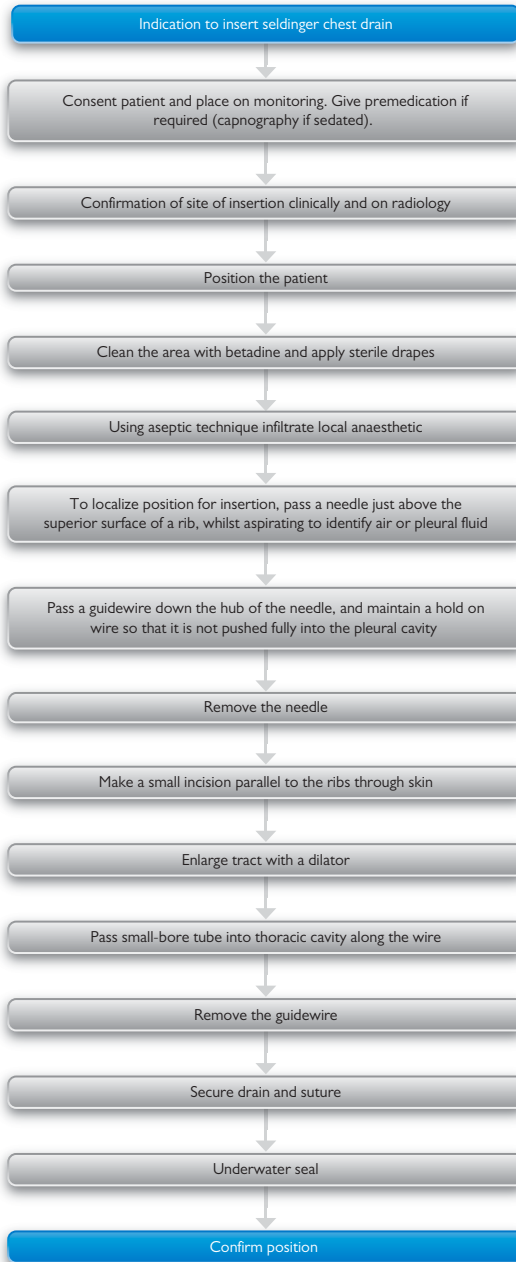 Indication to insert seldinger chest drain
Consent patient and place on monitoring. Give premedication if
required (capnography if sedated).
Confirmation of site of insertion clinically and on radiology
Position the patient
Clean the area with betadine and apply sterile drapes
Using aseptic technique infiltrate local anaesthetic
To localize position for insertion, pass a needle just above the
superior surface of a rib, whilst aspirating to identify air or pleural fluid
Pass a guidewire down the hub of the needle, and maintain a hold on
wire so that it is not pushed fully into the pleural cavity
Remove the needle
Make a small incision parallel to the ribs through skin
Enlarge tract with a dilator
Pass small-bore tube into thoracic cavity along the wire
Remove the guidewire
Secure drain and suture
Underwater seal
Confirm position